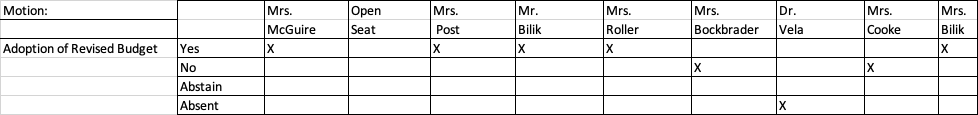 Motion: Mrs. Open Mrs. Mr. Mrs. Mrs. Dr. Mrs. Mrs.
McGuire Seat Post Bilik Roller Bockbrader Vela Cooke Bilik
Adoption of Revised Budget Yes X X X X X
No X X
Abstain
Absent X